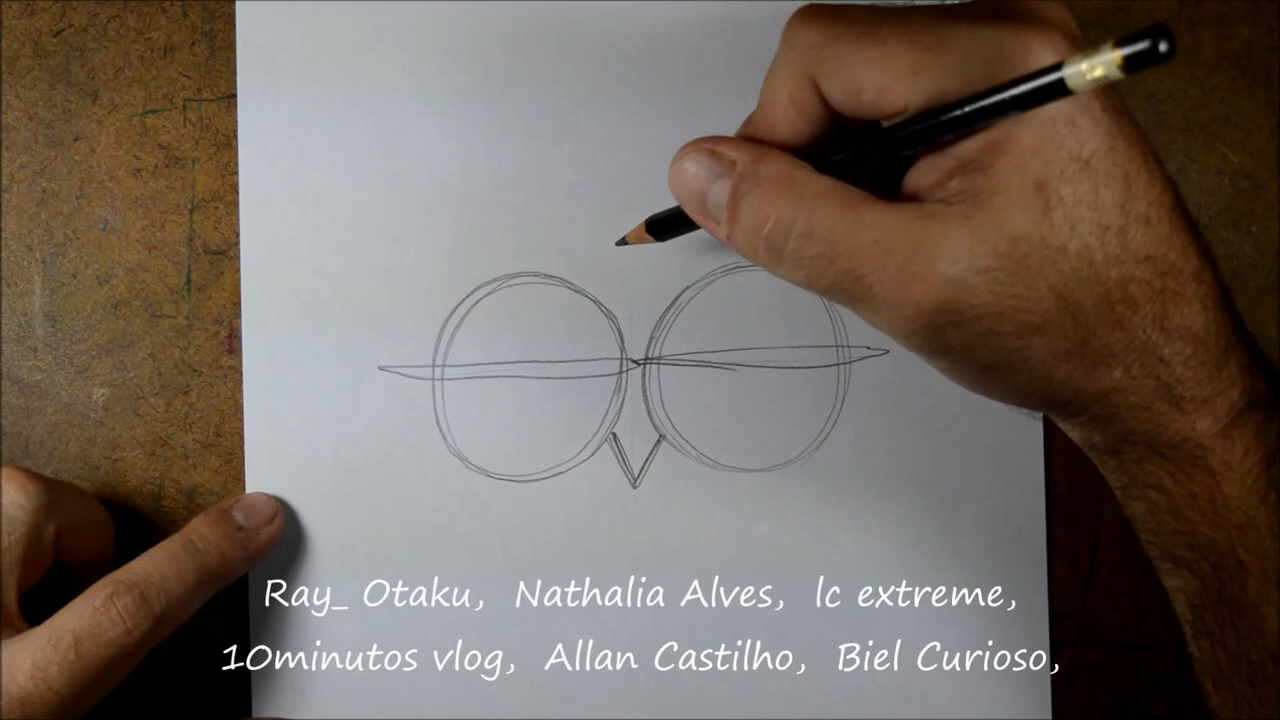 Ray_ Otaku, Nathalia Alves, lc extreme,
10minutos vlog, Allan Castilho, Biel Curioso,